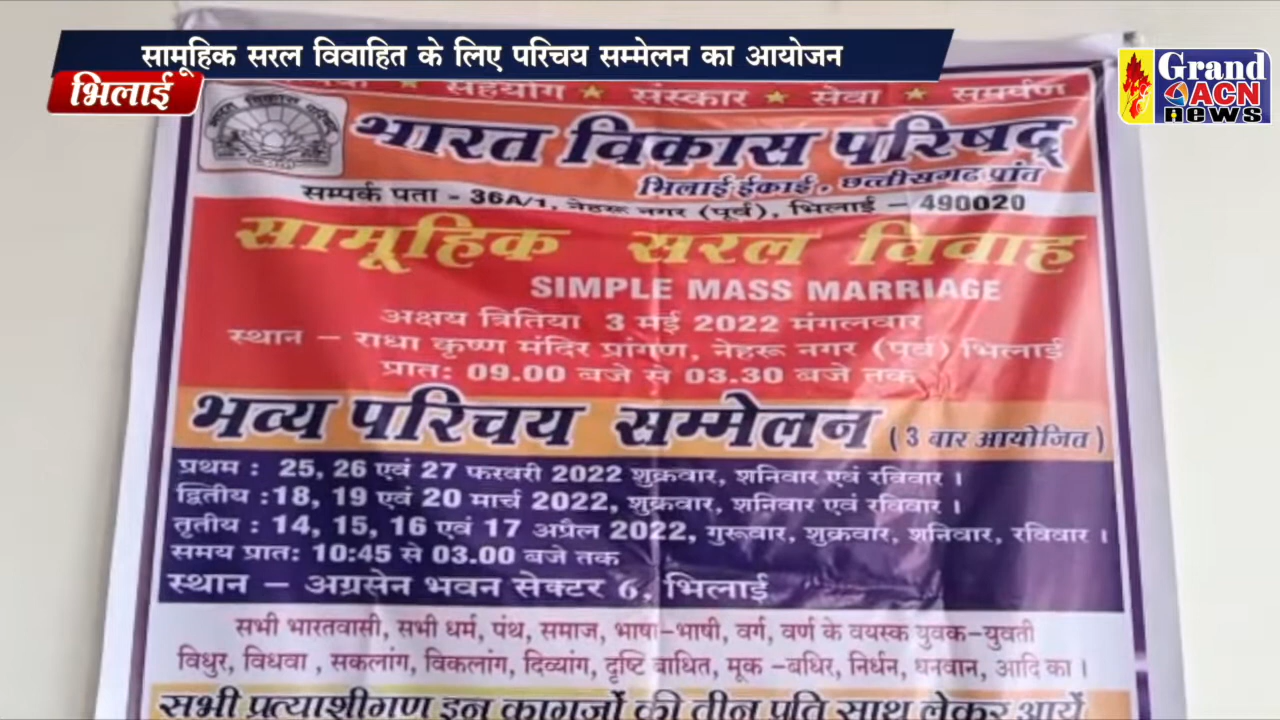 सामूहिक सरल विवाहित के लिए परिचय सम्मेलन का आयोजन
भिलाई
Grand
ACN
news
सहयोग ★ संस्कार ★ सेवा ★ समर्पण
भारत विकास परिषद्
भिलाई ईकाई, छत्तीसगढ प्रांत
सम्पर्क पता - 36A/1, नेहरू नगर (पूर्व), भिलाई – 490020
सामूहिक सरल विवाह
SIMPLE MASS MARRIAGE
अक्षय त्रितिया 3 मई 2022 मंगलवार
स्थान – राधा कृष्ण मंदिर प्रांगण, नेहरू नगर (पूर्व) भिलाई
प्रात: 09.00 बजे से 03.30 बजे तक
भव्य परिचय सम्मेलन (3 बार आयोजित)
प्रथम : 25, 26 एवं 27 फरवरी 2022 शुक्रवार, शनिवार एवं रविवार ।
द्वितीय :18, 19 एवं 20 मार्च 2022, शुक्रवार, शनिवार एवं रविवार ।
तृतीय : 14, 15, 16 एवं 17 अप्रैल 2022, गुरूवार, शुक्रवार, शनिवार, रविवार ।
समय प्रात: 10:45 से 03.00 बजे तक
स्थान – अग्रसेन भवन सेक्टर 6, भिलाई
सभी भारतवासी, सभी धर्म, पंथ, समाज, भाषा-भाषी, वर्ग, वर्ण के वयस्क युवक-युवती
विधुर, विधवा , सकलांग, विकलांग, दिव्यांग, दृष्टि बाधित, मूक -बधिर, निर्धन, धनवान, आदि का ।
सभी प्रत्याशीगण इन कागजों की तीन प्रति साथ लेकर आयें